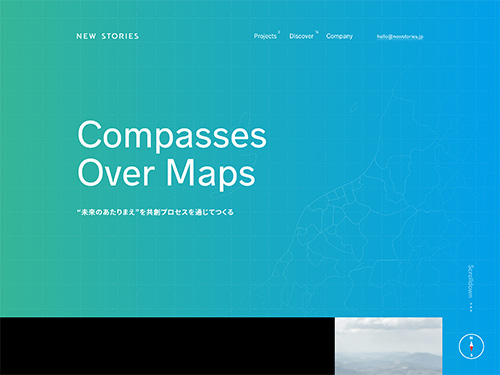 NEW STORIES
Projects
Discover
Company
hello@newstories.jp
Compasses
Over Maps
“未来のあたりまえ”を共創プロセスを通じてつくる
Scrolldown
N
S